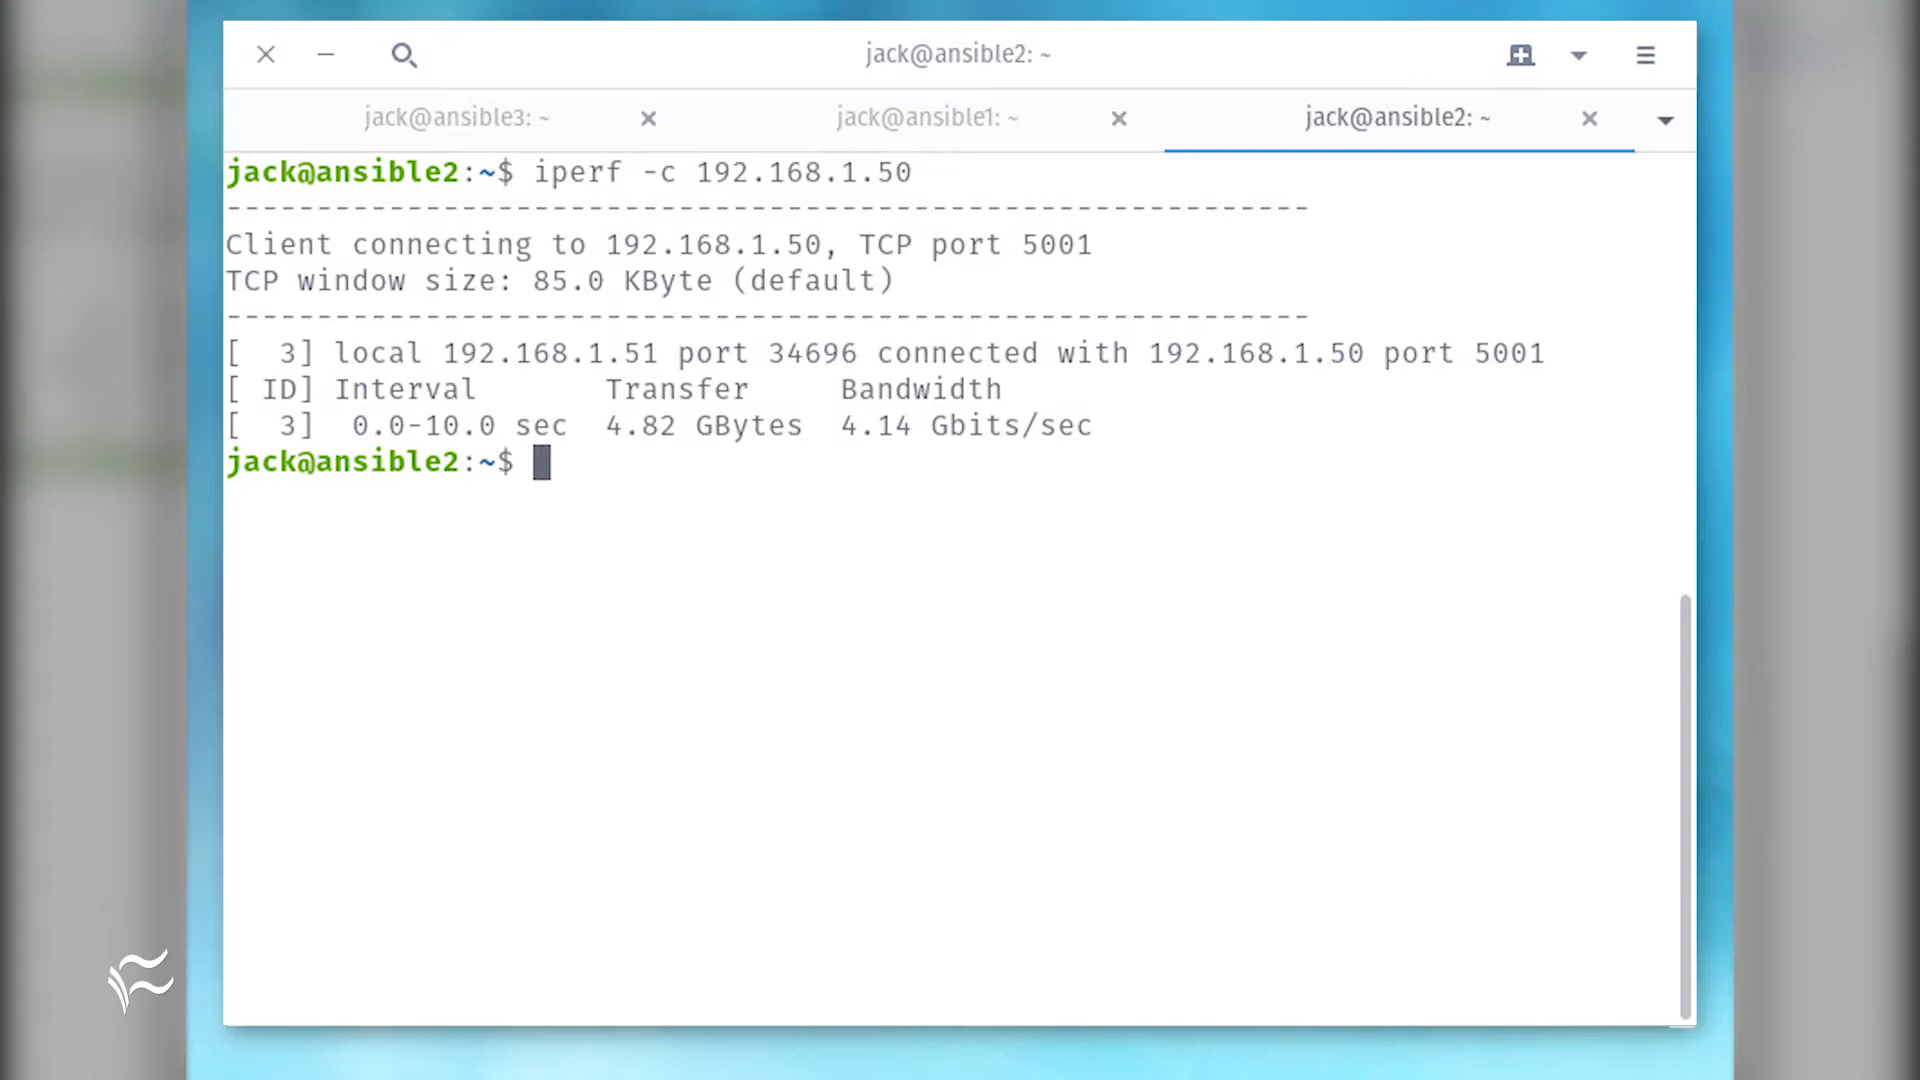 jack@ansible2: ~
jack@ansible3: ~ jack@ansible1: ~ jack@ansible2: ~
jack@ansible2:~$ iperf -c 192.168.1.50
------------------------------------------------------------
Client connecting to 192.168.1.50, TCP port 5001
TCP window size: 85.0 KByte (default)
------------------------------------------------------------
[  3] local 192.168.1.51 port 34696 connected with 192.168.1.50 port 5001
[ ID] Interval       Transfer     Bandwidth
[  3]  0.0-10.0 sec  4.82 GBytes  4.14 Gbits/sec
jack@ansible2:~$